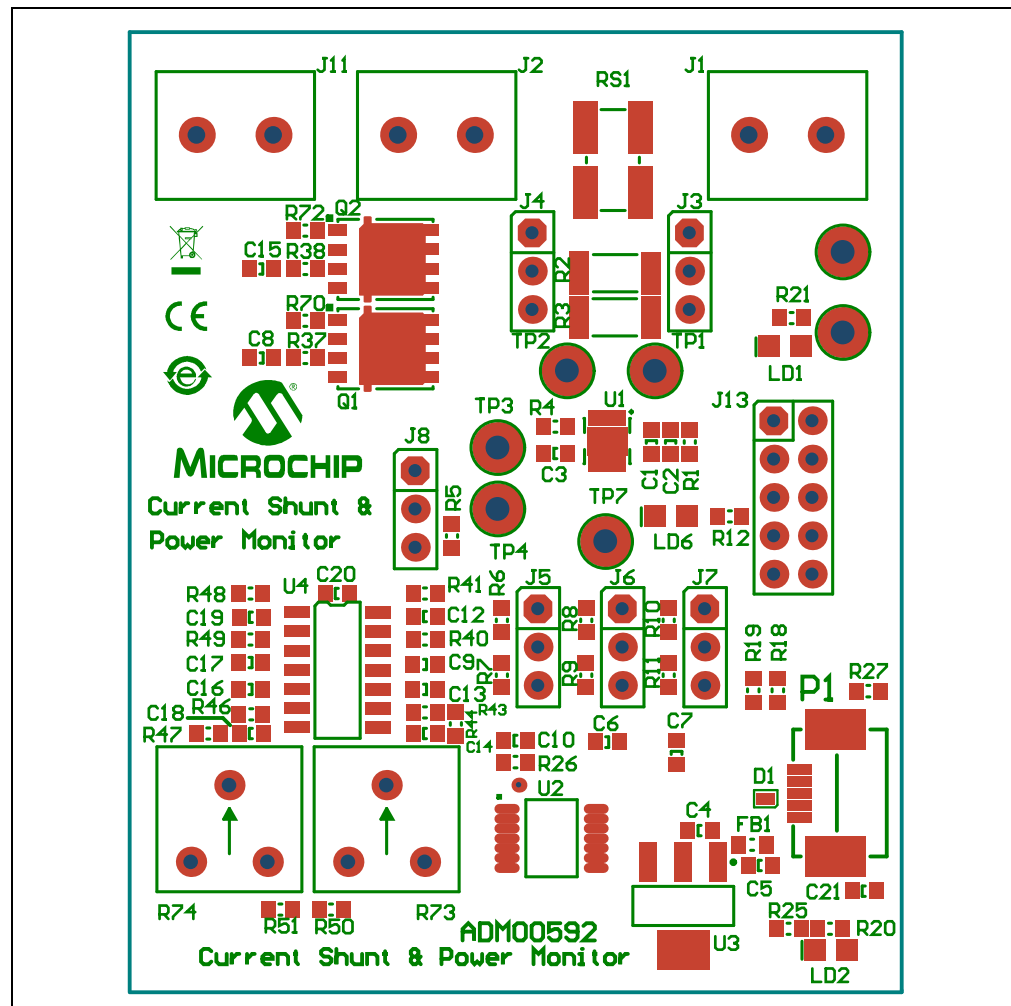 J11
J2
RS1
J1
J4
J3
R72
Q2
C15
R38
R2
R21
R70
R3
C8
R37
TP2
TP1
LD1
Q1
TP3
R4
U1
J13
®
J8
MICROCHIP
C3
C1
C2
R1
Current Shunt &
Power Monitor
R5
TP7
TP4
LD6
R12
C20
J5
J6
J7
R48
U4
R41
R6
C19
C12
R8
R10
R49
R40
R19
R18
C17
C9
R7
R9
R11
C16
C13
R27
P1
R46
R43
C18
R44
R47
C14
C10
C6
C7
R26
D1
U2
C4
FB1
C5
C21
R74
R51
R50
R73
R25
R20
ADM00592
U3
Current Shunt & Power Monitor
LD2
CE
e